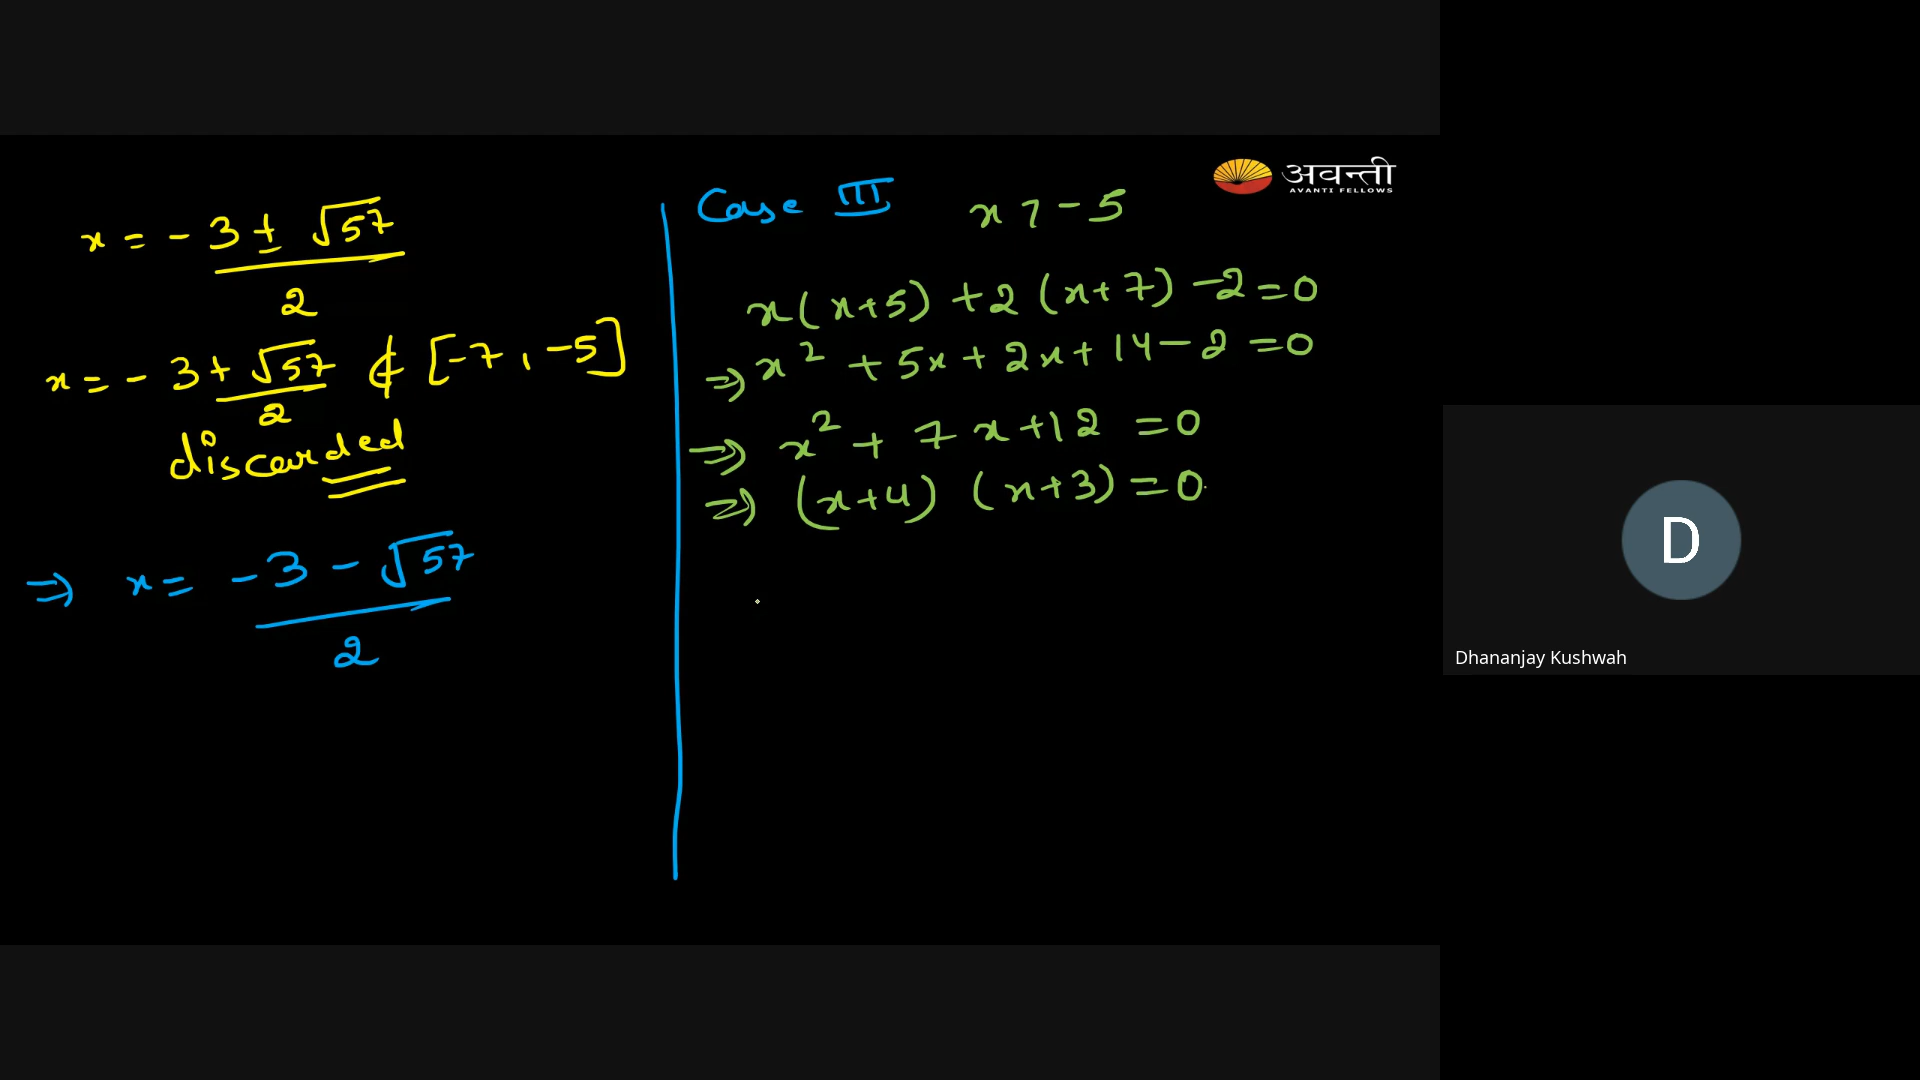 x = - 3 ± √57
2
x = - 3 + √57 ∉ [-7, -5]
2
discarded
⇒ x = -3 - √57
2
Case III x > -5
x(x+5) + 2(x+7) -2 = 0
⇒ x² + 5x + 2x + 14 - 2 = 0
⇒ x² + 7x + 12 = 0
⇒ (x+4) (x+3) = 0
अवन्ती
AVANTI FELLOWS
D
Dhananjay Kushwah